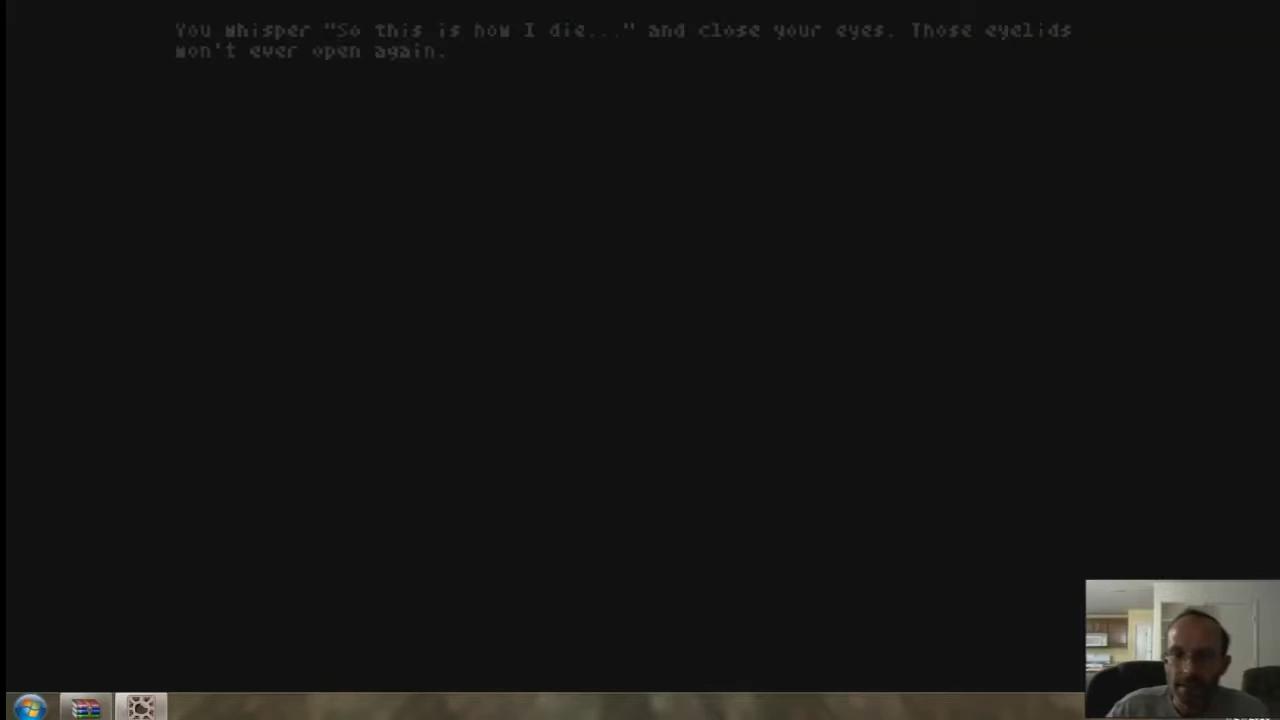 You whisper "So this is how I die..." and close your eyes. Those eyelids
won't ever open again.